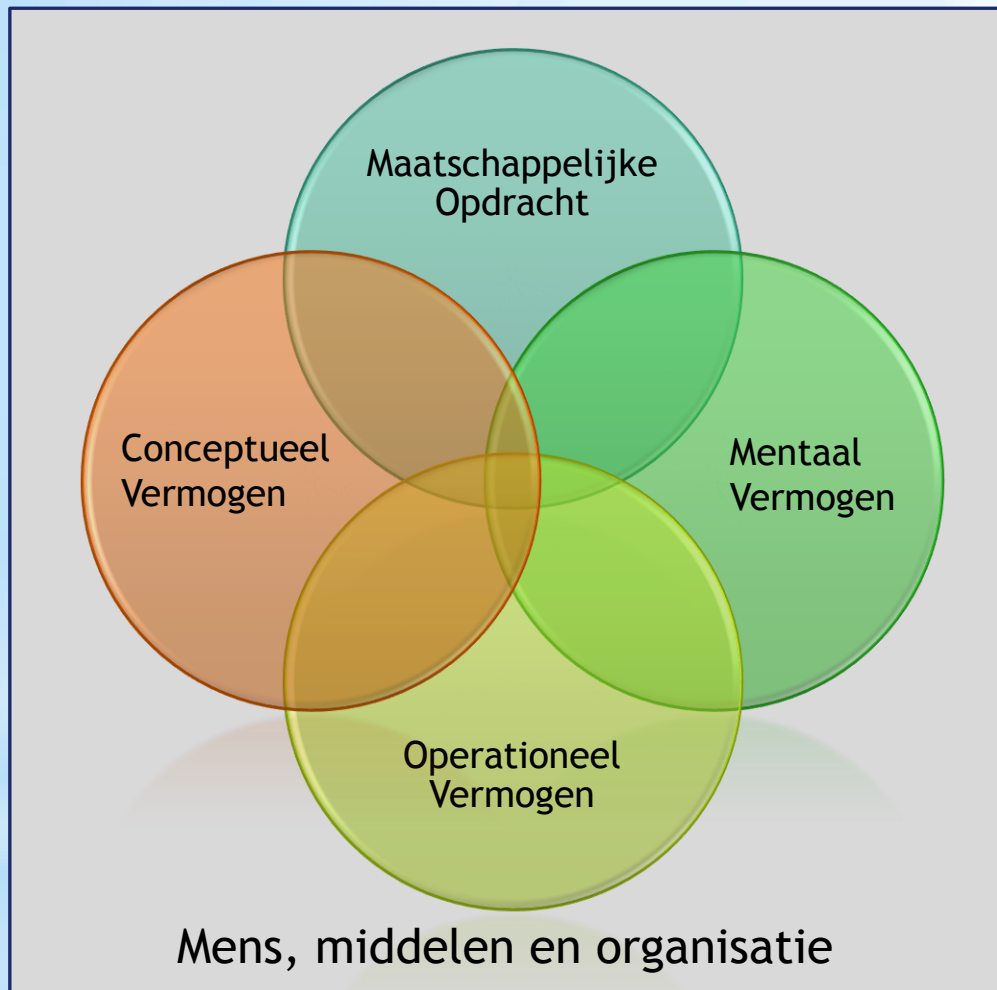 Maatschappelijke
Opdracht
Conceptueel
Vermogen
Mentaal
Vermogen
Operationeel
Vermogen
Mens, middelen en organisatie